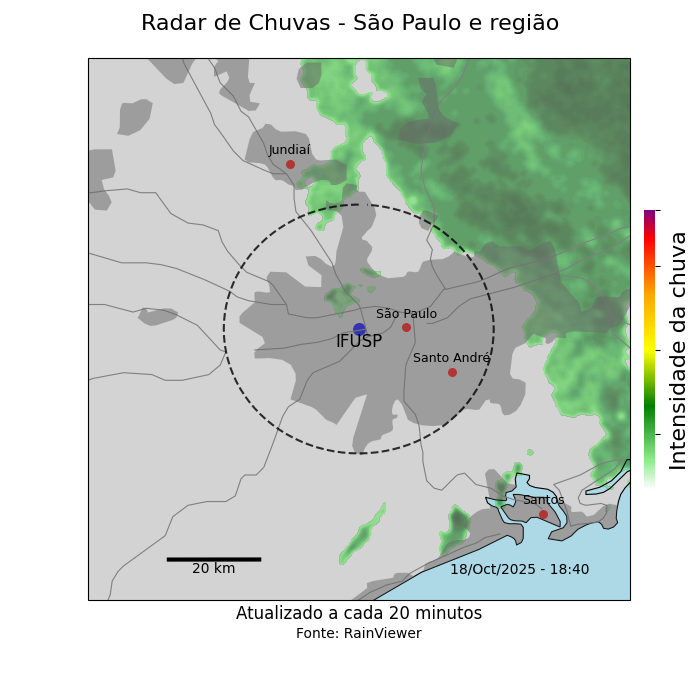 Radar de Chuvas - São Paulo e região
Jundiaí
São Paulo
IFUSP
Santo André
Santos
20 km
18/Oct/2025 - 18:40
Intensidade da chuva
Atualizado a cada 20 minutos
Fonte: RainViewer